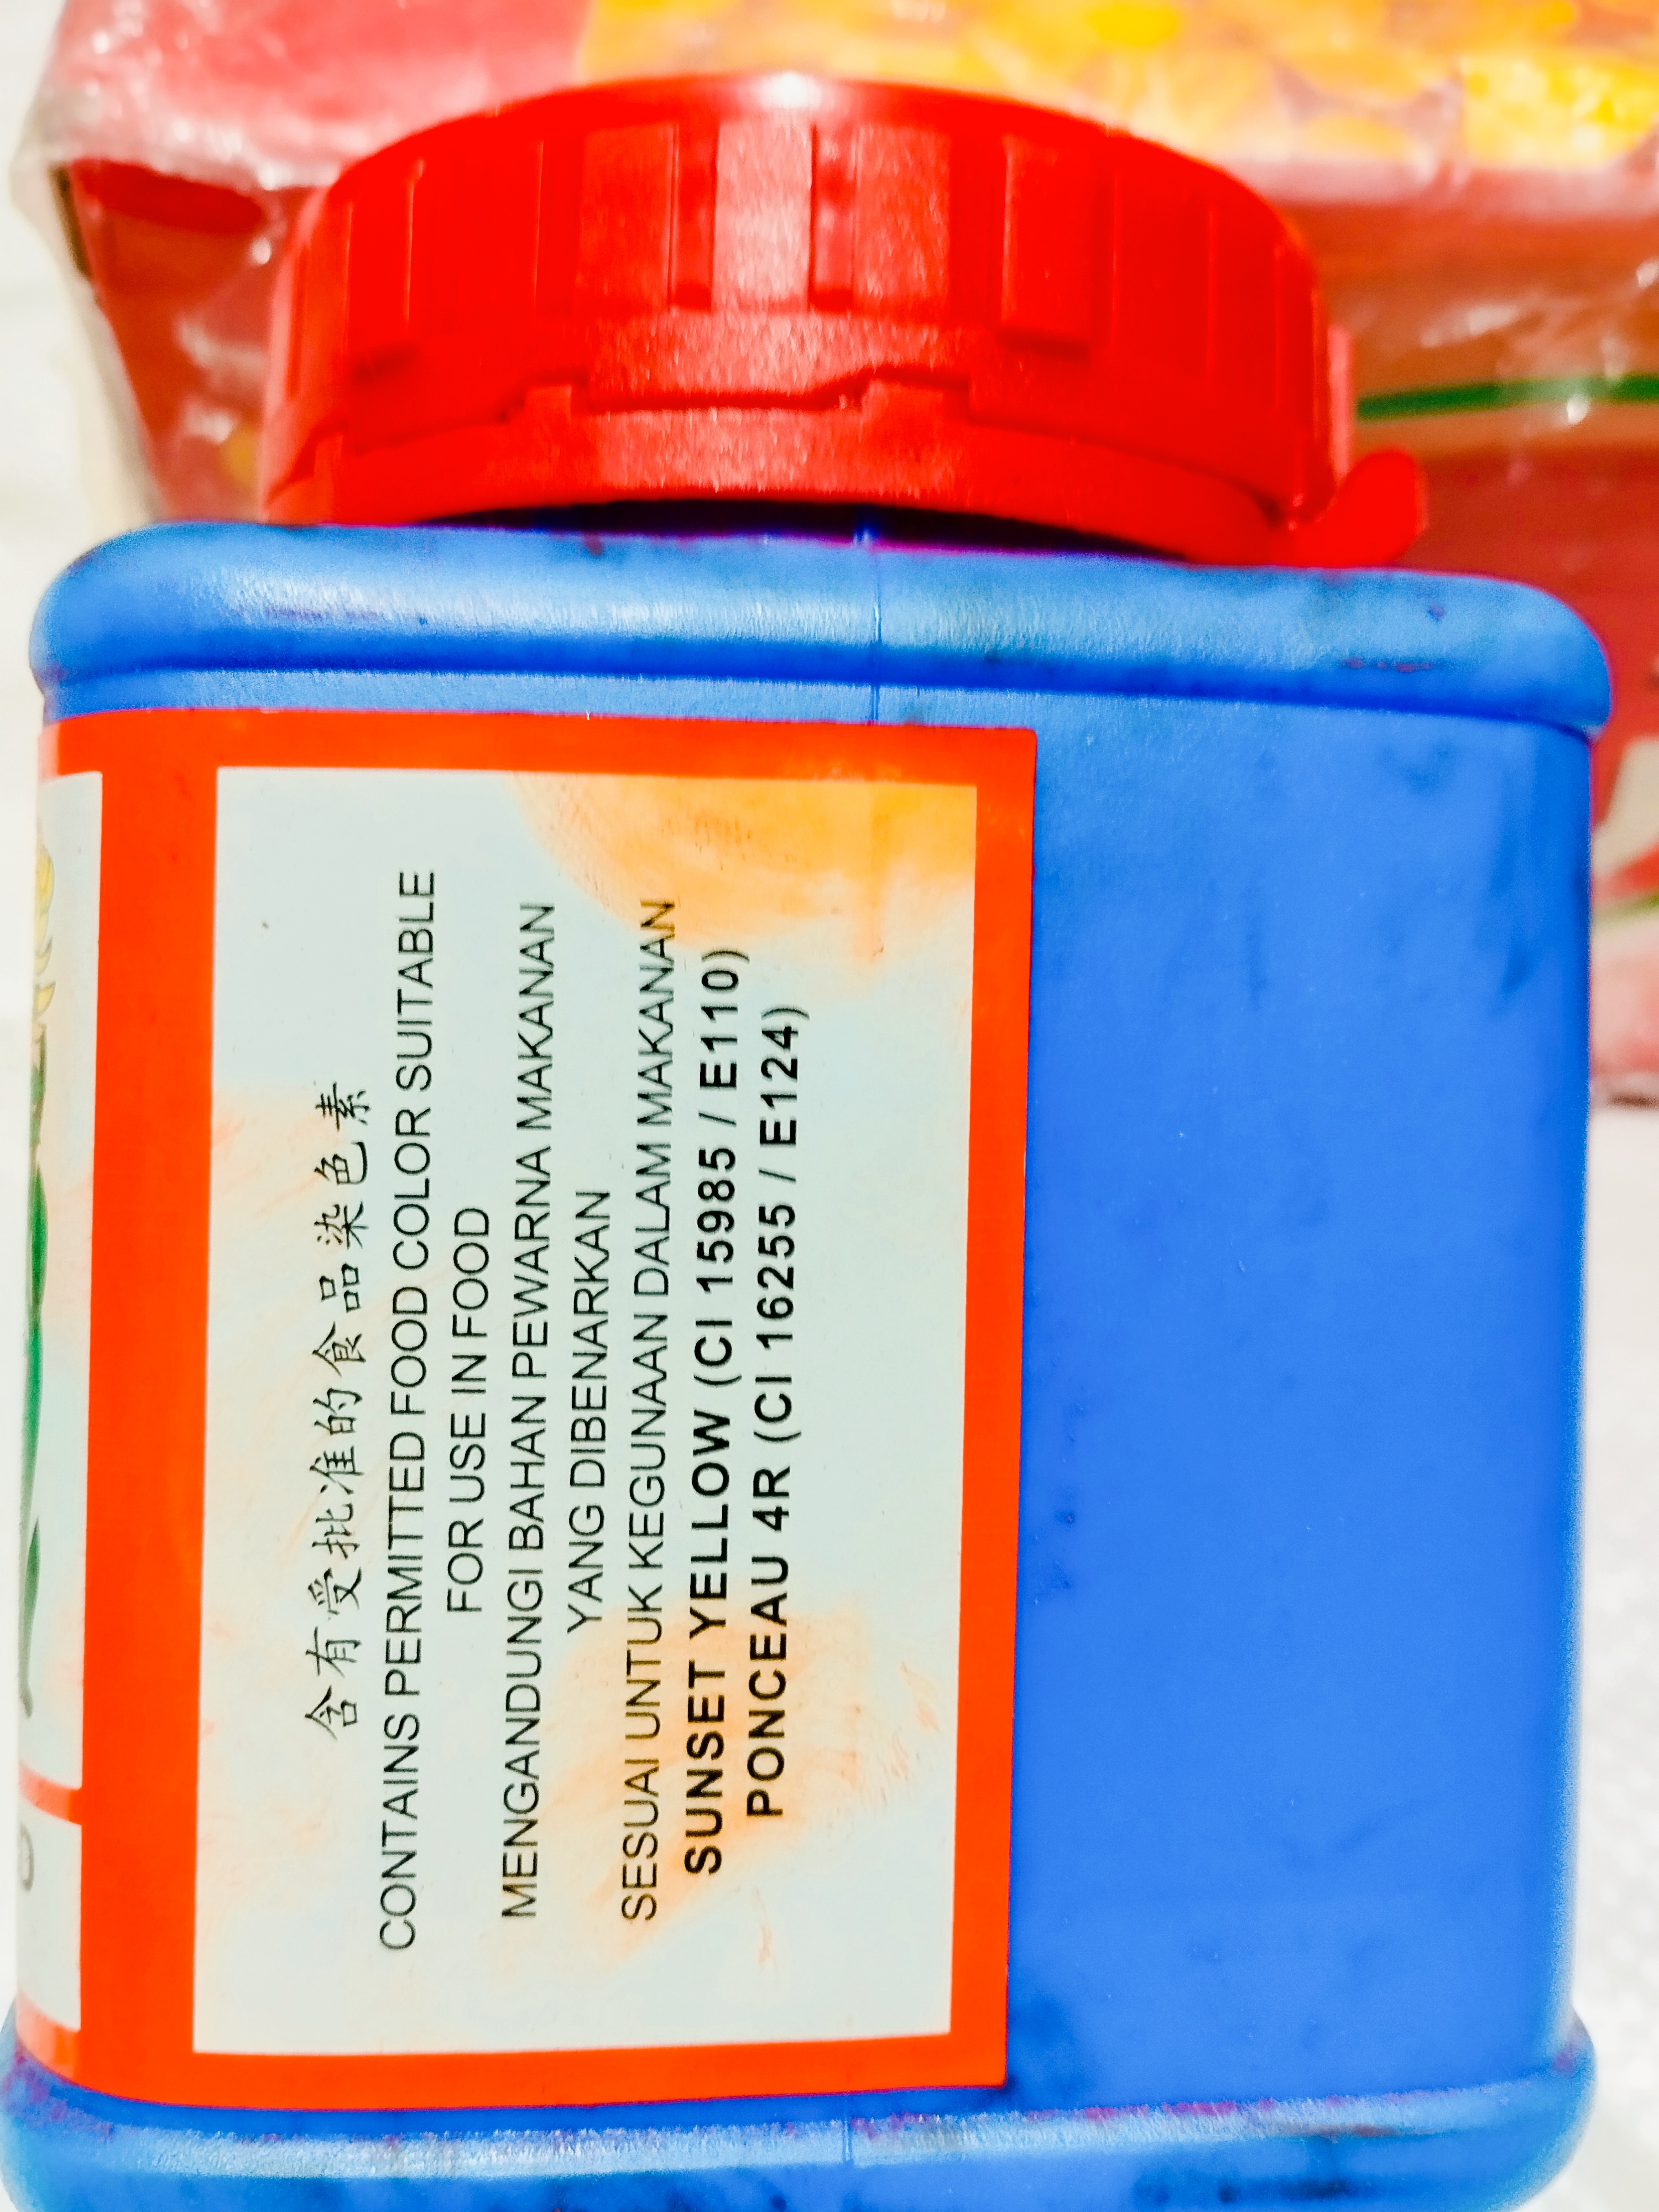 含有受批准的食品染色素
CONTAINS PERMITTED FOOD COLOR SUITABLE
FOR USE IN FOOD
MENGANDUNGI BAHAN PEWARNA MAKANAN
YANG DIBENARKAN
SESUAI UNTUK KEGUNAAN DALAM MAKANAN
SUNSET YELLOW (CI 15985 / E110)
PONCEAU 4R (CI 16255 / E124)